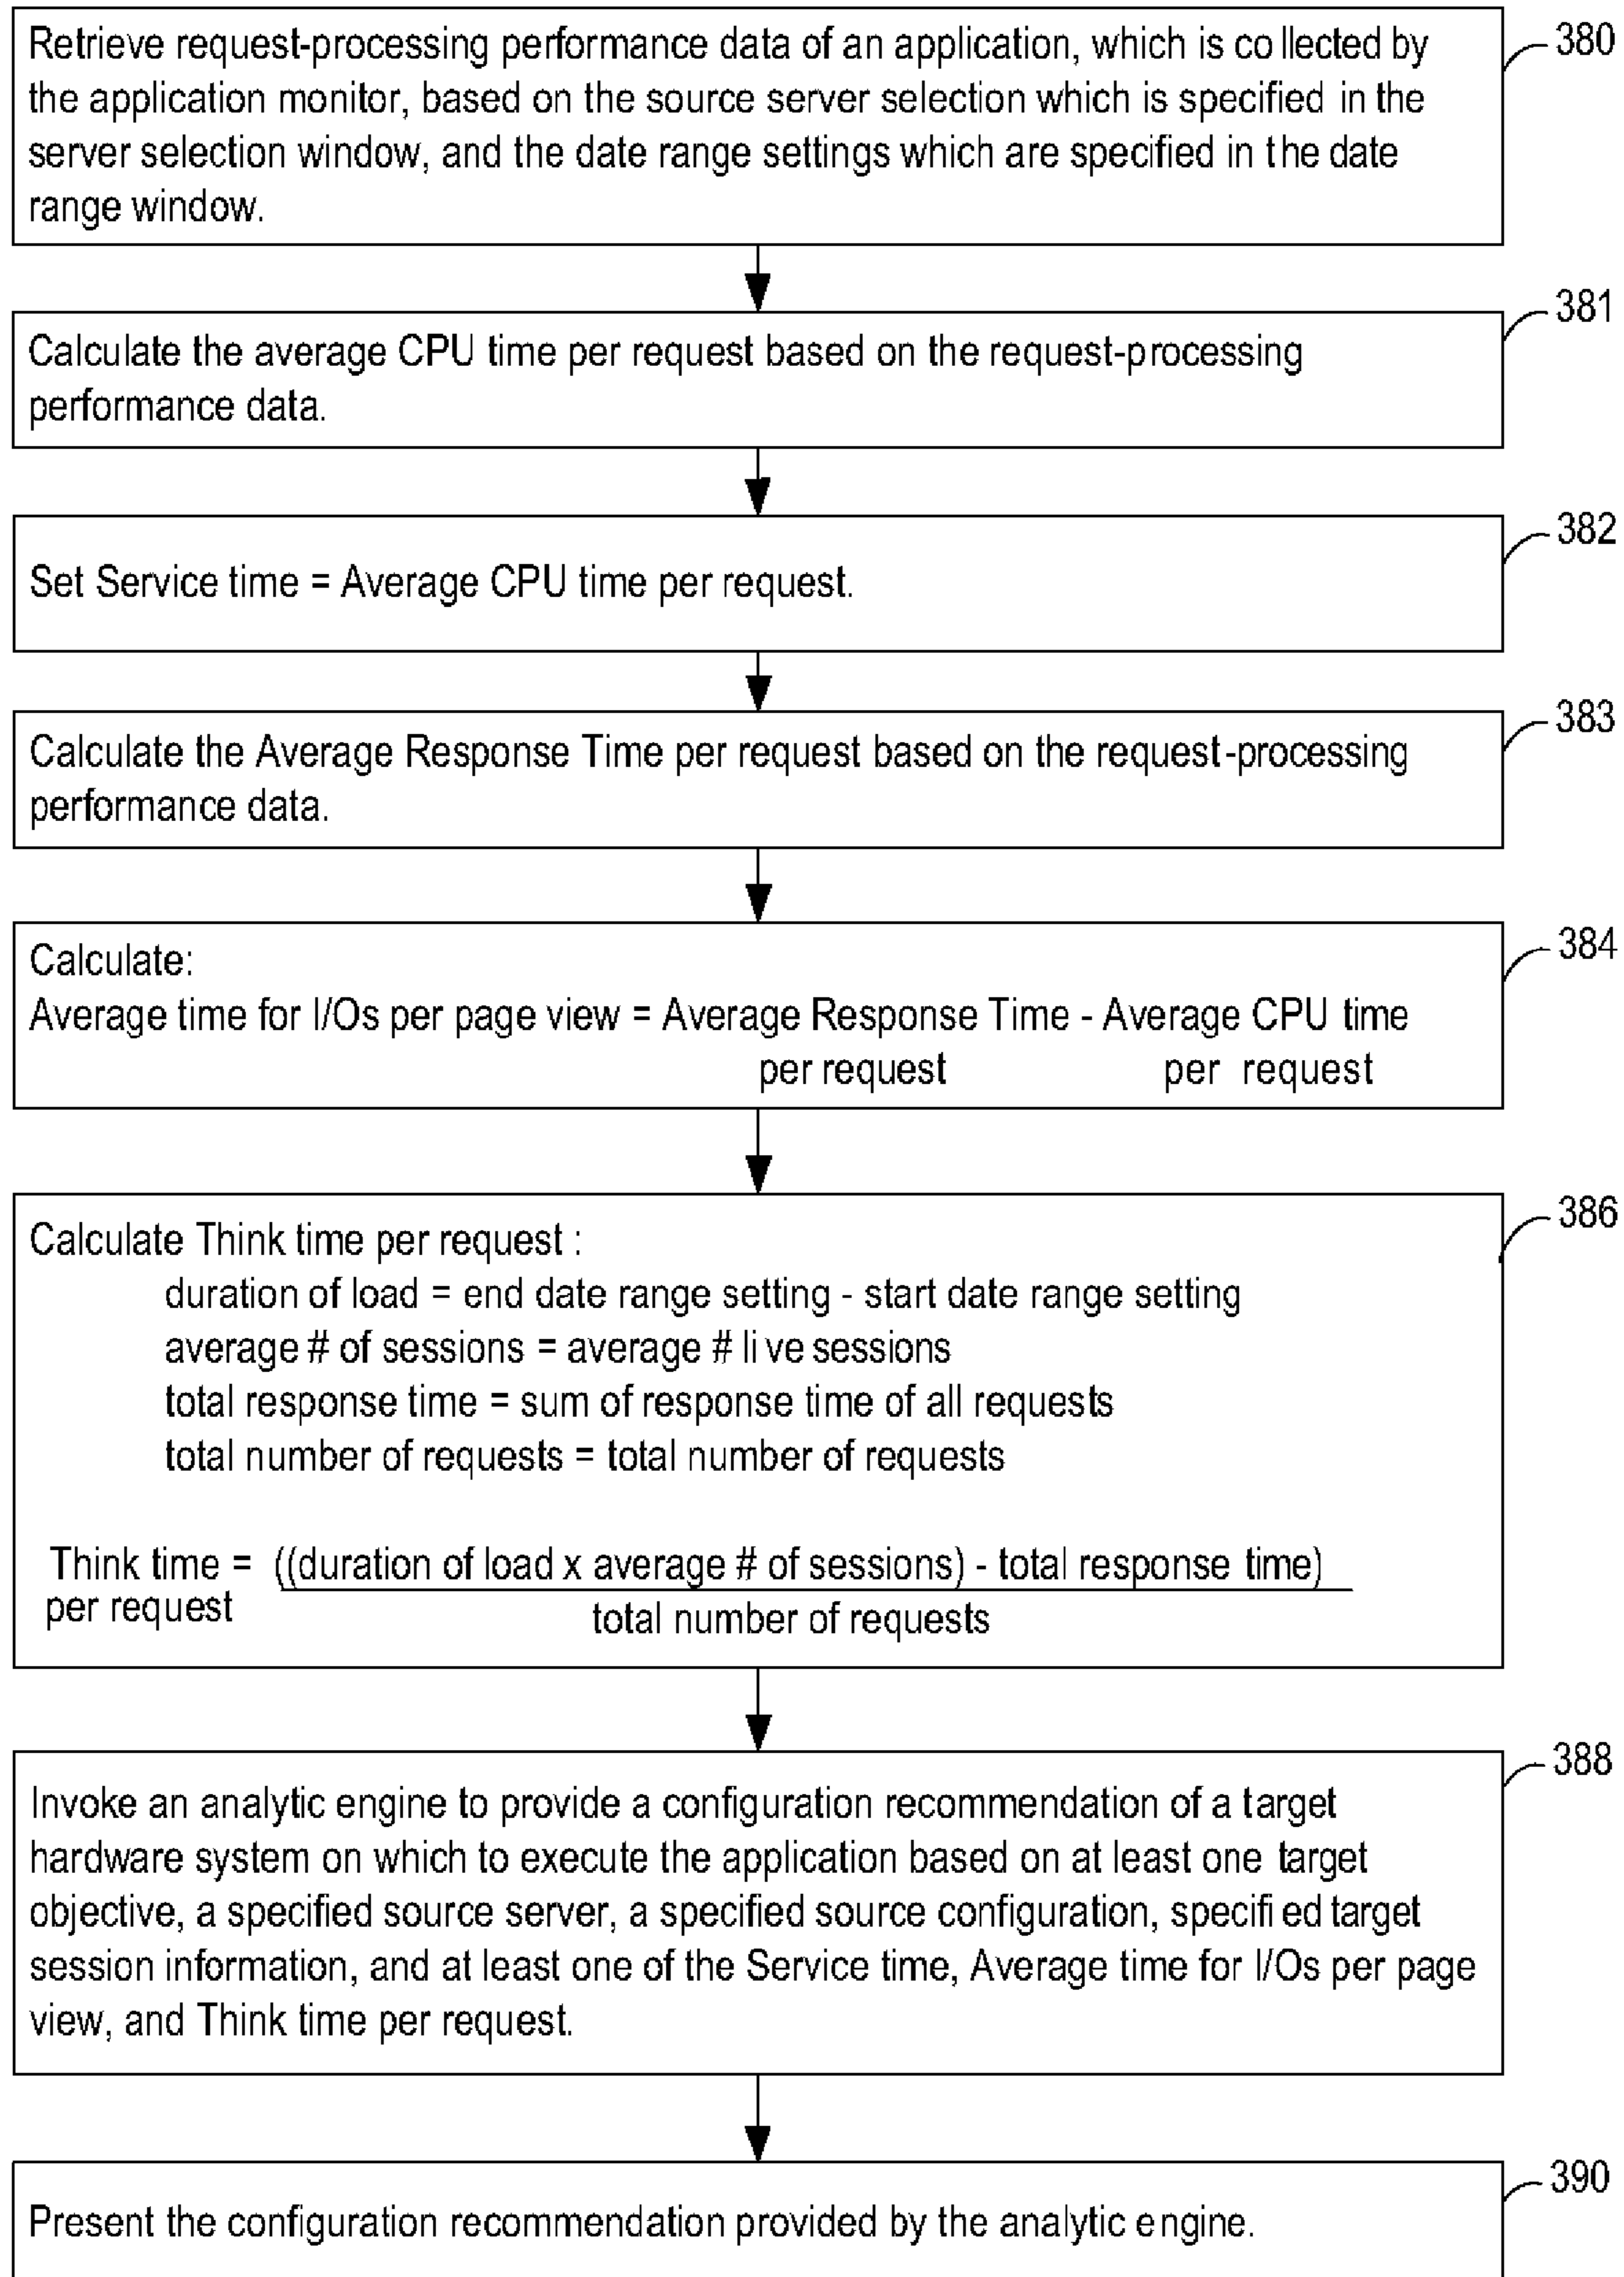 Retrieve request-processing performance data of an application, which is collected by
the application monitor, based on the source server selection which is specified in the
server selection window, and the date range settings which are specified in the date
range window.
380
Calculate the average CPU time per request based on the request-processing
performance data.
381
Set Service time = Average CPU time per request.
382
Calculate the Average Response Time per request based on the request-processing
performance data.
383
Calculate:
Average time for I/Os per page view = Average Response Time - Average CPU time
per request per request
384
Calculate Think time per request :
duration of load = end date range setting - start date range setting
average # of sessions = average # live sessions
total response time = sum of response time of all requests
total number of requests = total number of requests
Think time = ((duration of load x average # of sessions) - total response time)
per request
total number of requests
386
Invoke an analytic engine to provide a configuration recommendation of a target
hardware system on which to execute the application based on at least one target
objective, a specified source server, a specified source configuration, specified target
session information, and at least one of the Service time, Average time for I/Os per page
view, and Think time per request.
388
Present the configuration recommendation provided by the analytic engine.
390